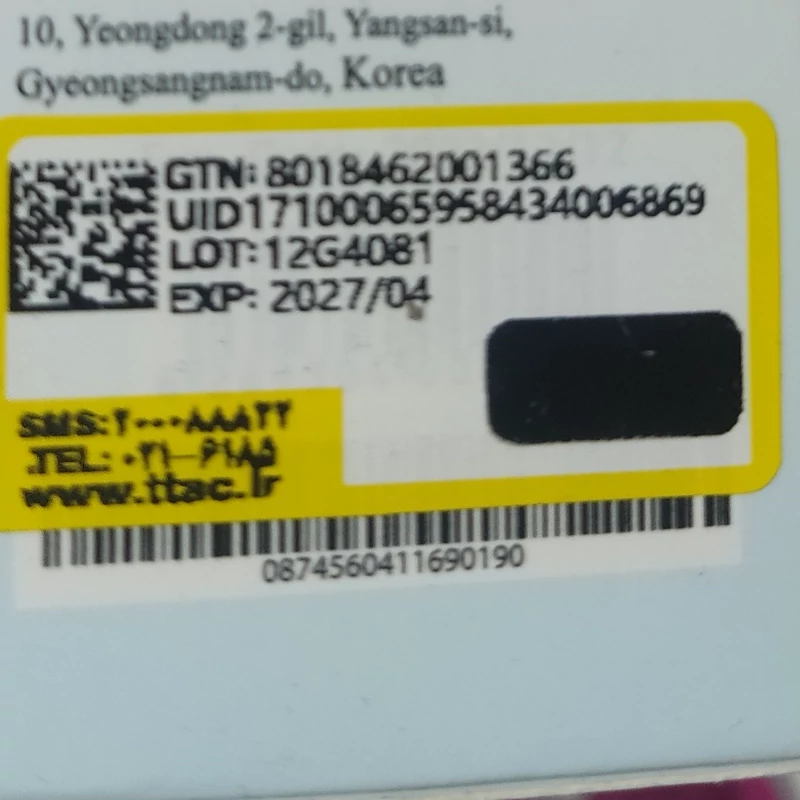 10, Yeongdong 2-gil, Yangsan-si,
Gyeongsangnam-do, Korea
GTN: 8018462001366
UID17100065958434006869
LOT: 12G4081
EXP: 2027/04
SMS: ۲۰۰۰۸۸۸۲۲
TEL: ۰۲۱-۶۱۸۵
www.ttac.ir
0874560411690190